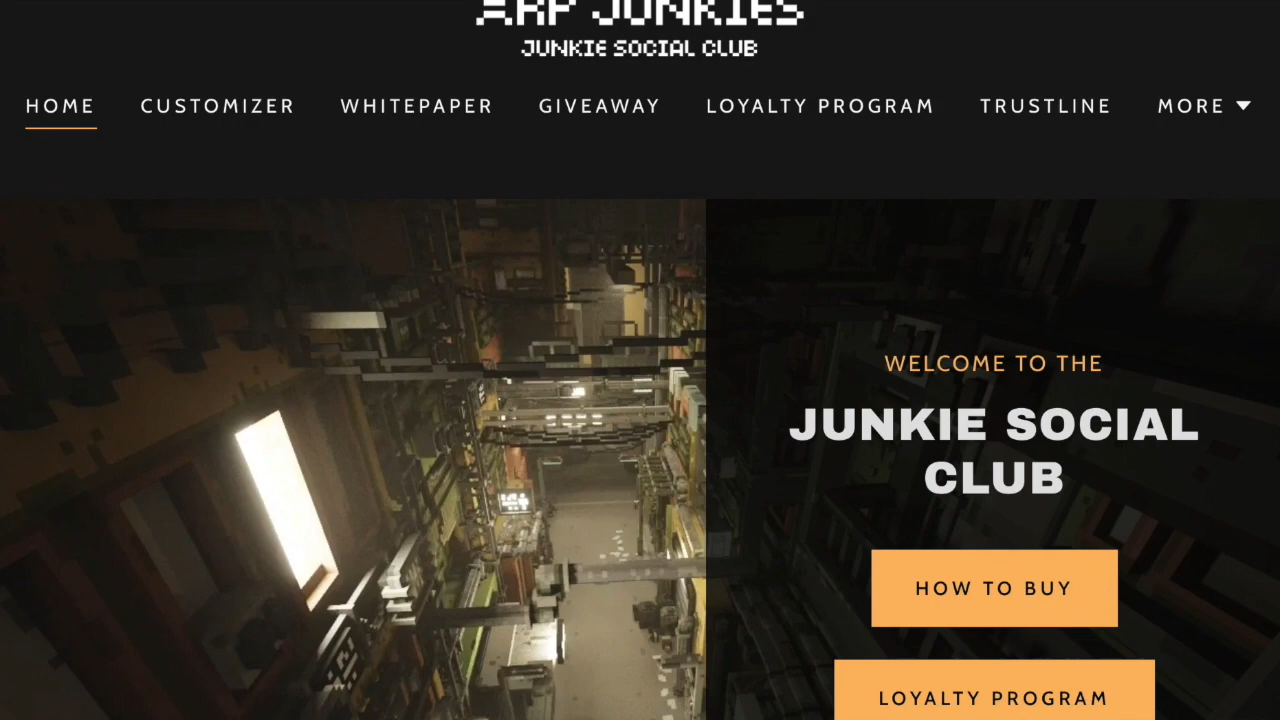 JUNKIES
JUNKIE SOCIAL CLUB
HOME CUSTOMIZER WHITEPAPER GIVEAWAY LOYALTY PROGRAM TRUSTLINE MORE
WELCOME TO THE
JUNKIE SOCIAL
CLUB
HOW TO BUY
LOYALTY PROGRAM